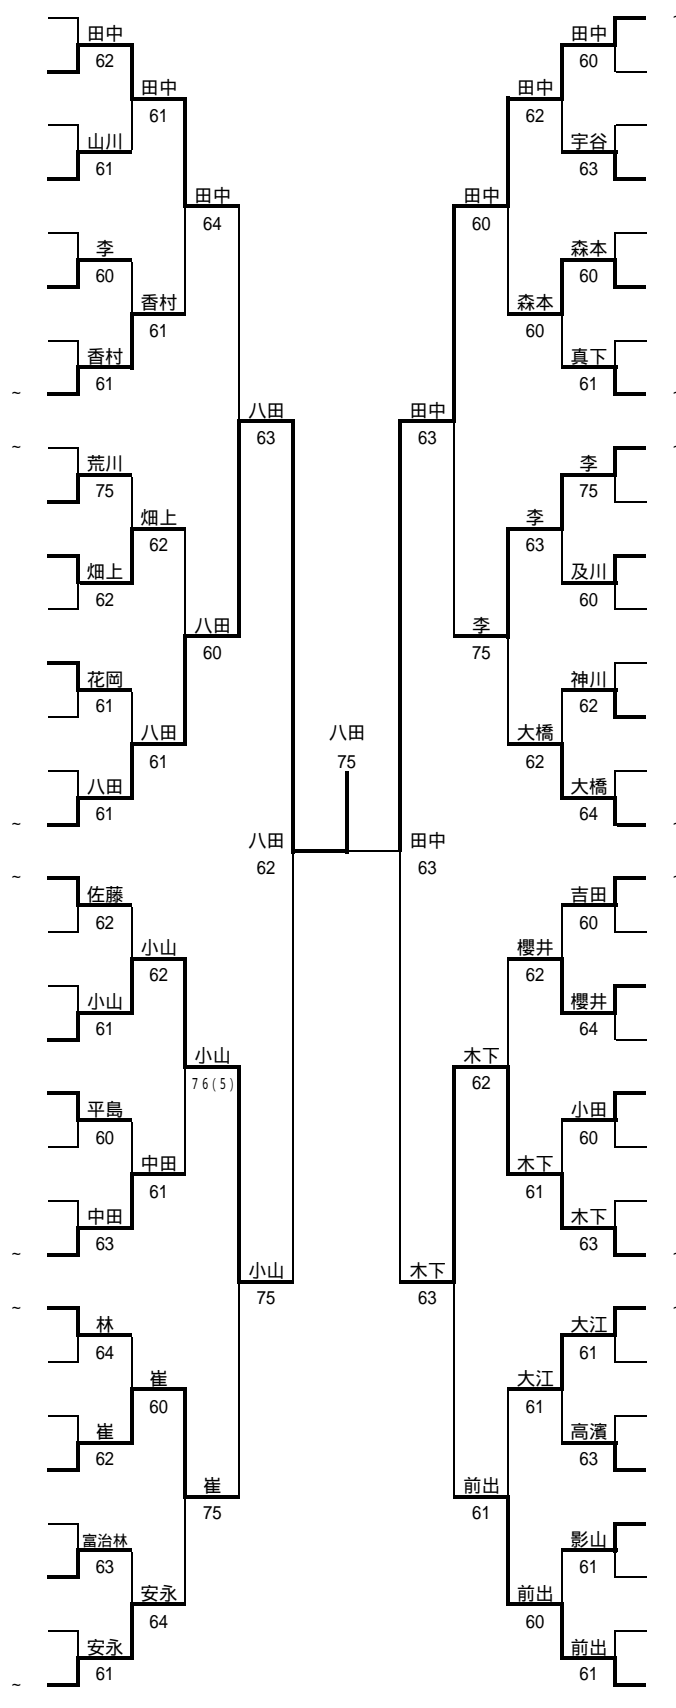 田中
62
田中
61
山川
61
田中
64
李
60
香村
61
香村
61
~
八田
63
~
荒川
75
畑上
62
畑上
62
八田
60
花岡
61
八田
61
八田
61
~
八田
62
~
佐藤
62
小山
62
小山
61
小山
76(5)
平島
60
中田
61
中田
63
~
小山
75
~
林
64
崔
60
崔
62
崔
75
富治林
63
安永
64
安永
61
~
八田
75
~
田中
60
田中
62
宇谷
63
田中
60
森本
60
森本
60
真下
61
~
田中
63
~
李
75
李
63
及川
60
李
75
神川
62
大橋
62
大橋
64
~
田中
63
~
吉田
60
櫻井
62
櫻井
64
木下
62
小田
60
木下
61
木下
63
~
木下
63
~
大江
61
大江
61
高濱
63
前出
61
影山
61
前出
60
前出
61
~